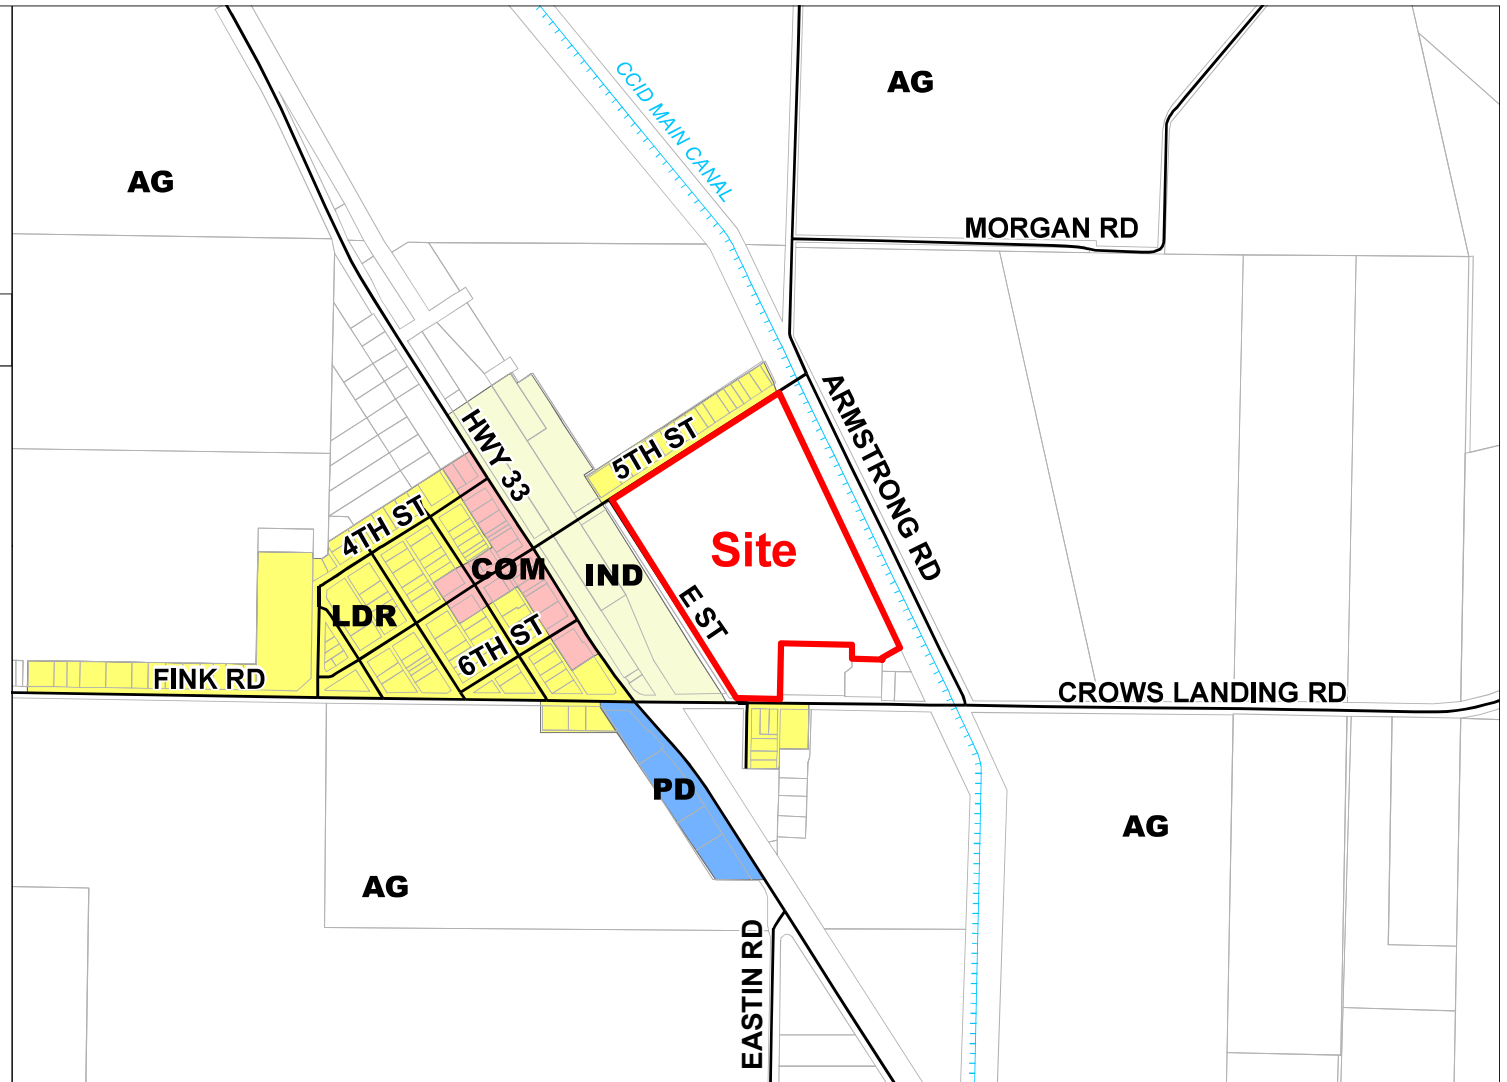 AG
CCID MAIN CANAL
AG
MORGAN RD
HWY 33
5TH ST
ARMSTRONG RD
4TH ST
Site
COM
IND
E ST
LDR
6TH ST
FINK RD
CROWS LANDING RD
PD
AG
AG
EASTIN RD